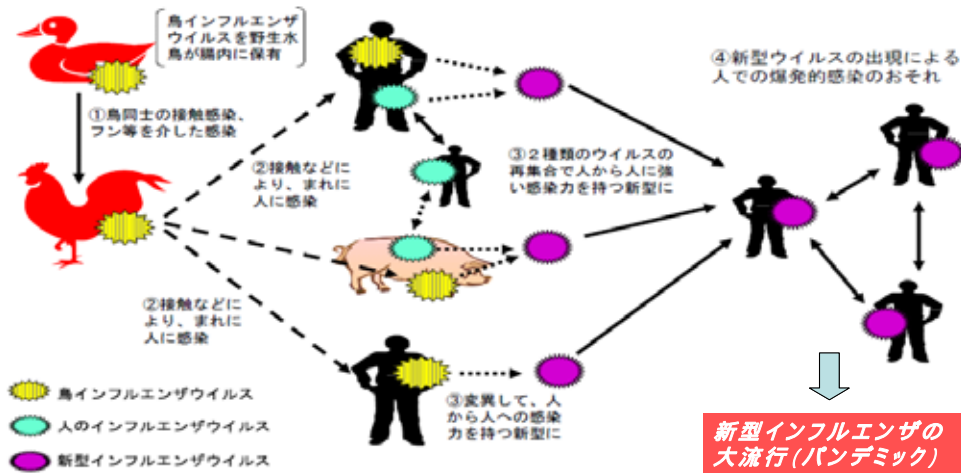 鳥インフルエンザ
ウイルスを野生水
鳥が腸内に保有
①鳥同士の接触感染、
フン等を介した感染
②接触などに
より、まれに
人に感染
②接触などに
より、まれに
人に感染
③2種類のウイルスの
再集合で人から人に強
い感染力を持つ新型に
③変異して、人
から人への感染
力を持つ新型に
④新型ウイルスの出現による
人での爆発的感染のおそれ
鳥インフルエンザウイルス
人のインフルエンザウイルス
新型インフルエンザウイルス
新型インフルエンザの
大流行(パンデミック)